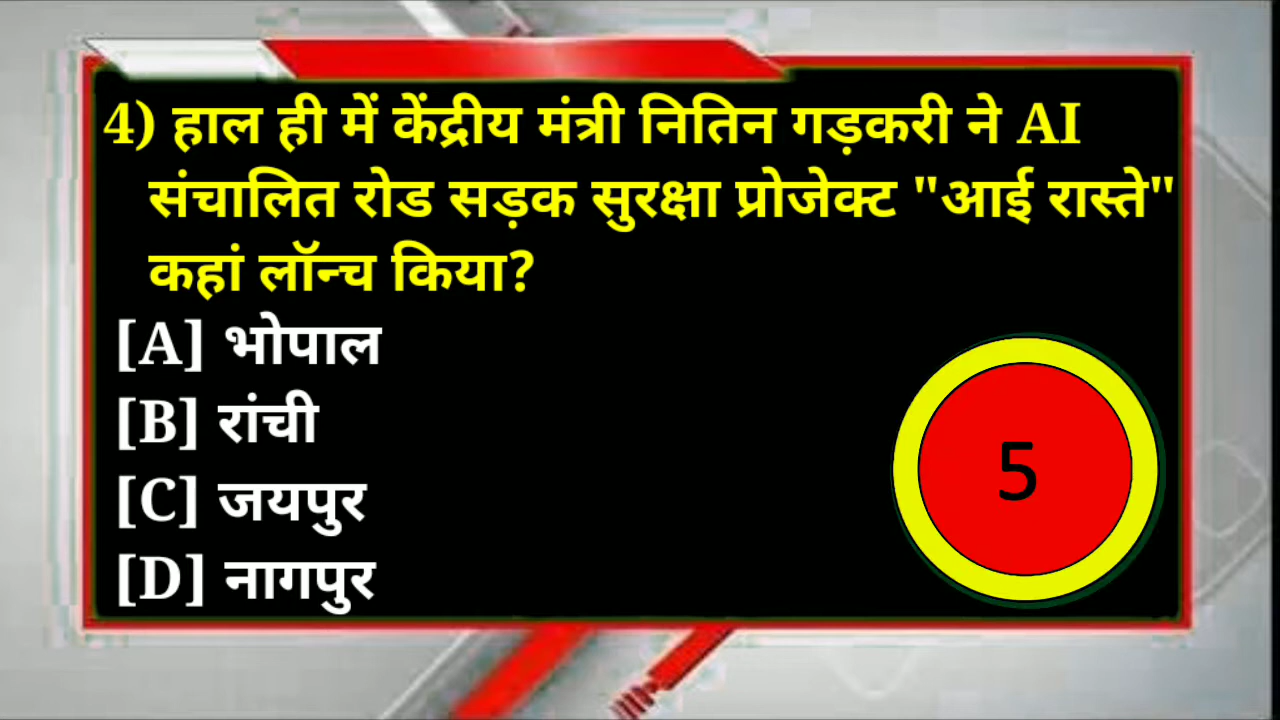 4) हाल ही में केंद्रीय मंत्री नितिन गड़करी ने AI
संचालित रोड सड़क सुरक्षा प्रोजेक्ट "आई रास्ते"
कहां लॉन्च किया?
[A] भोपाल
[B] रांची
[C] जयपुर
[D] नागपुर
5